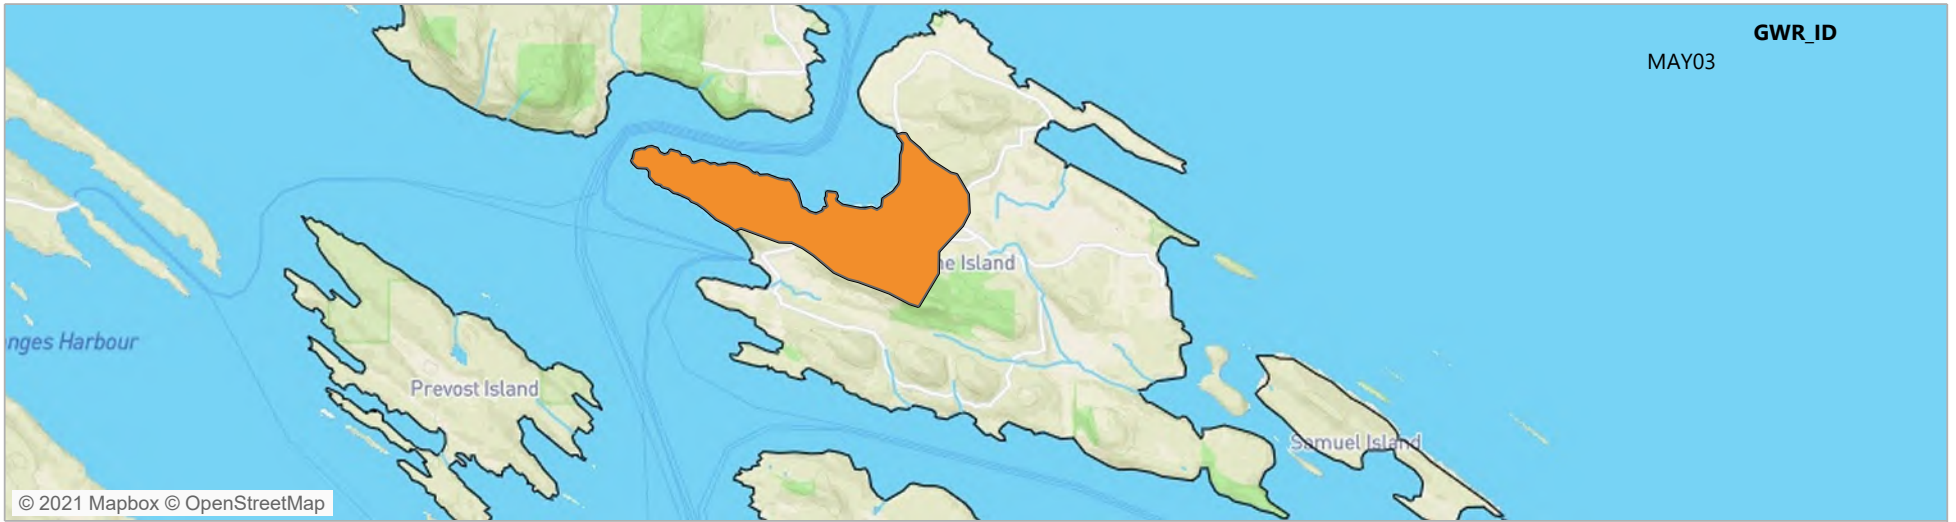 GWR_ID
MAY03
ne Island
nges Harbour
Prevost Island
Samuel Island
© 2021 Mapbox © OpenStreetMap